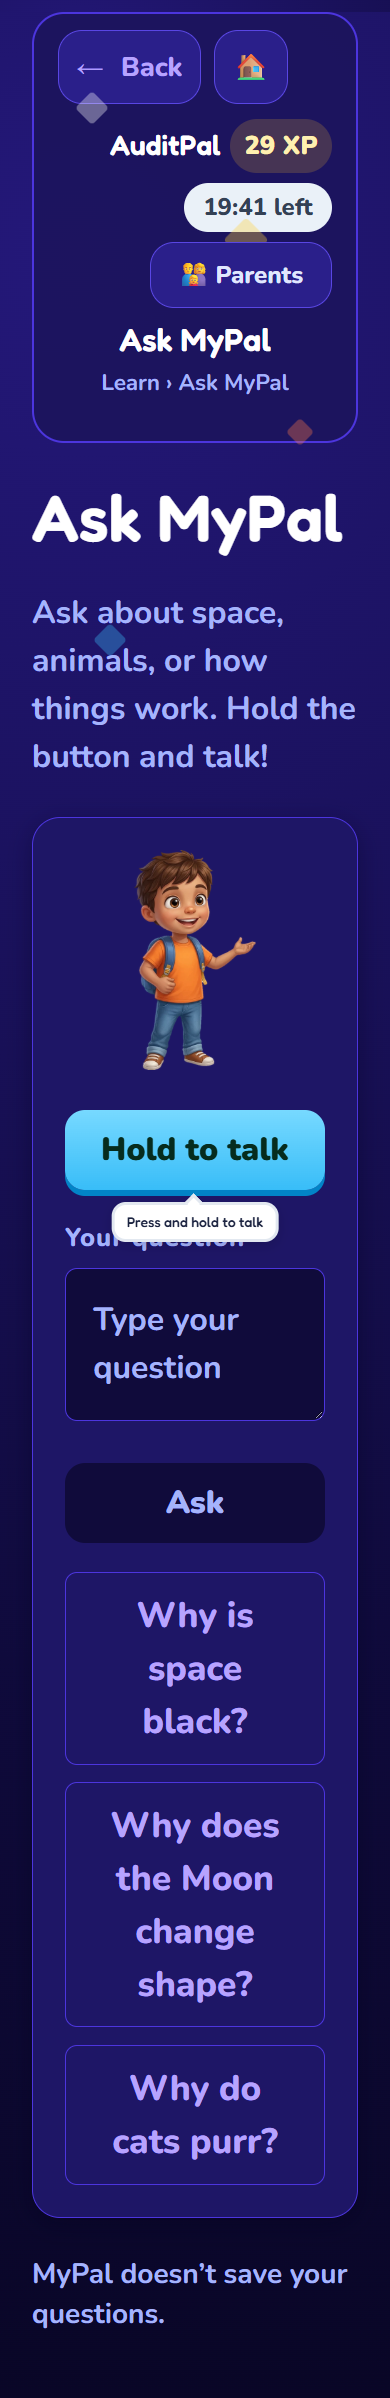 ← Back
AuditPal 29 XP
19:41 left
Parents
Ask MyPal
Learn › Ask MyPal
Ask MyPal
Ask about space,
animals, or how
things work. Hold the
button and talk!
Hold to talk
Press and hold to talk
Your question
Type your
question
Ask
Why is
space
black?
Why does
the Moon
change
shape?
Why do
cats purr?
MyPal doesn’t save your
questions.